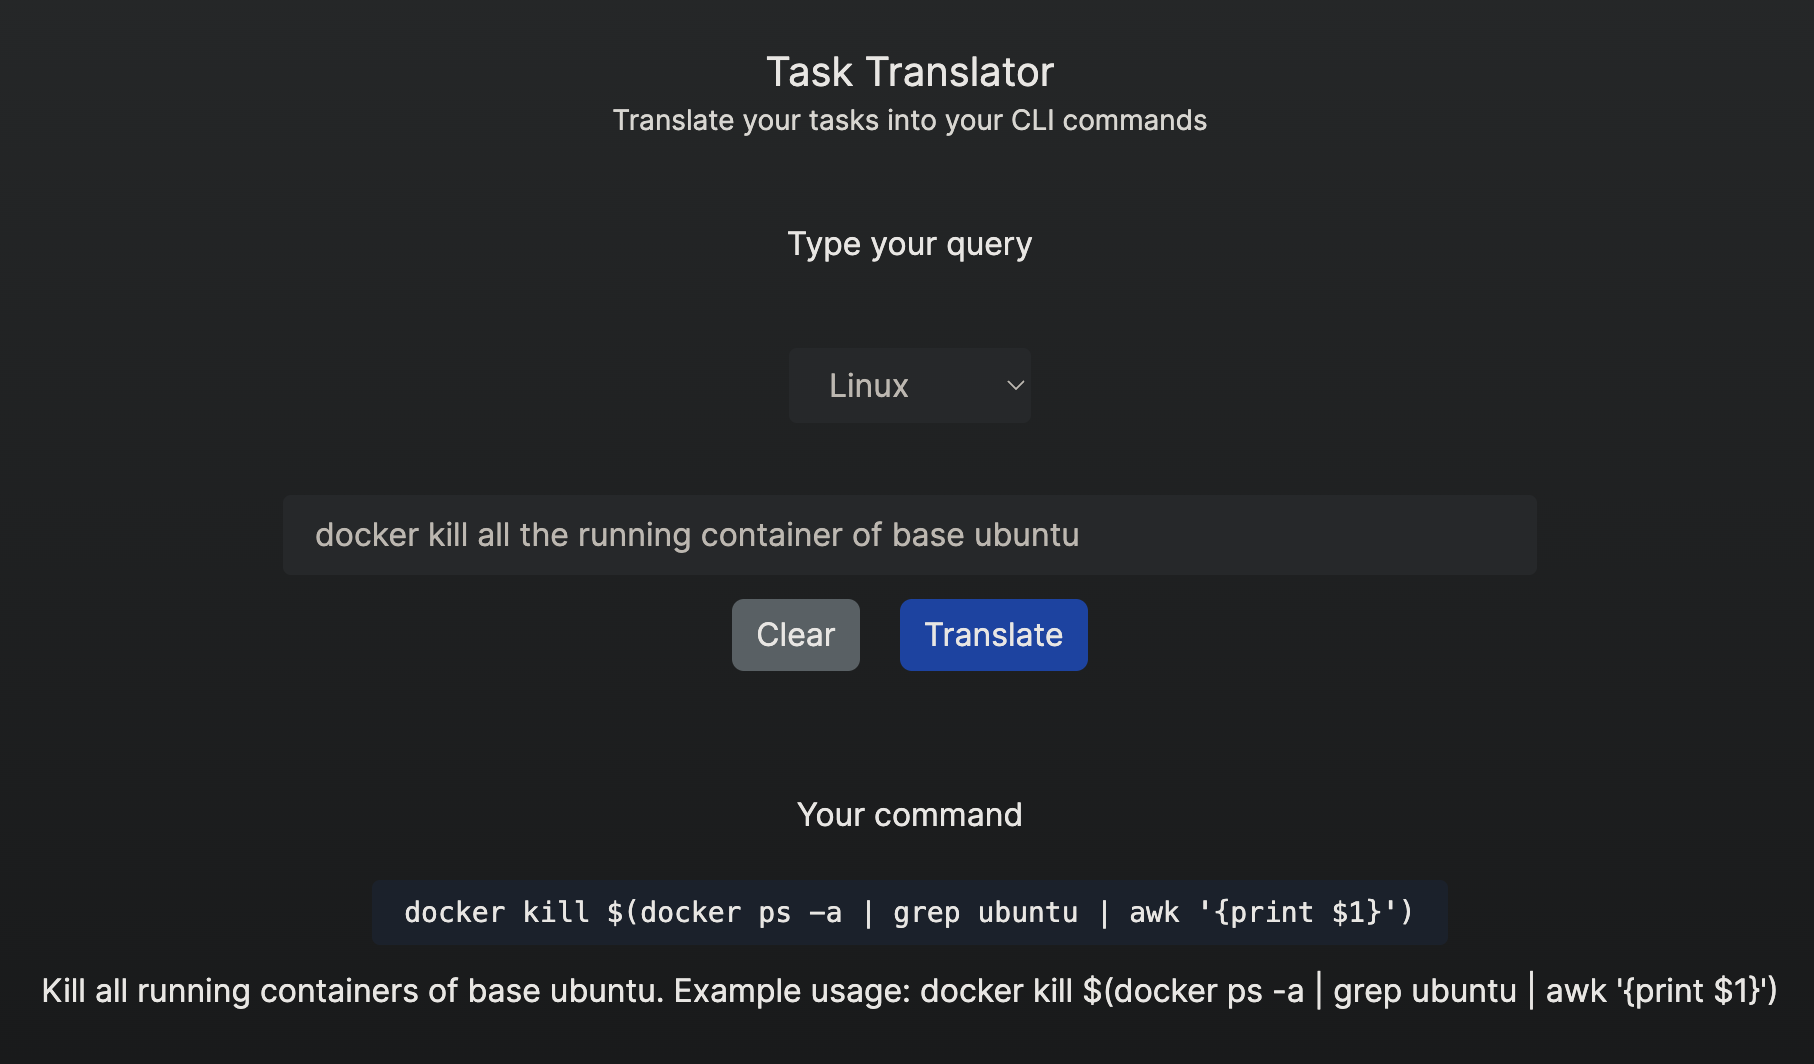 Task Translator
Translate your tasks into your CLI commands
Type your query
Linux
docker kill all the running container of base ubuntu
Clear
Translate
Your command
docker kill $(docker ps -a | grep ubuntu | awk '{print $1}')
Kill all running containers of base ubuntu. Example usage: docker kill $(docker ps -a | grep ubuntu | awk '{print $1}')